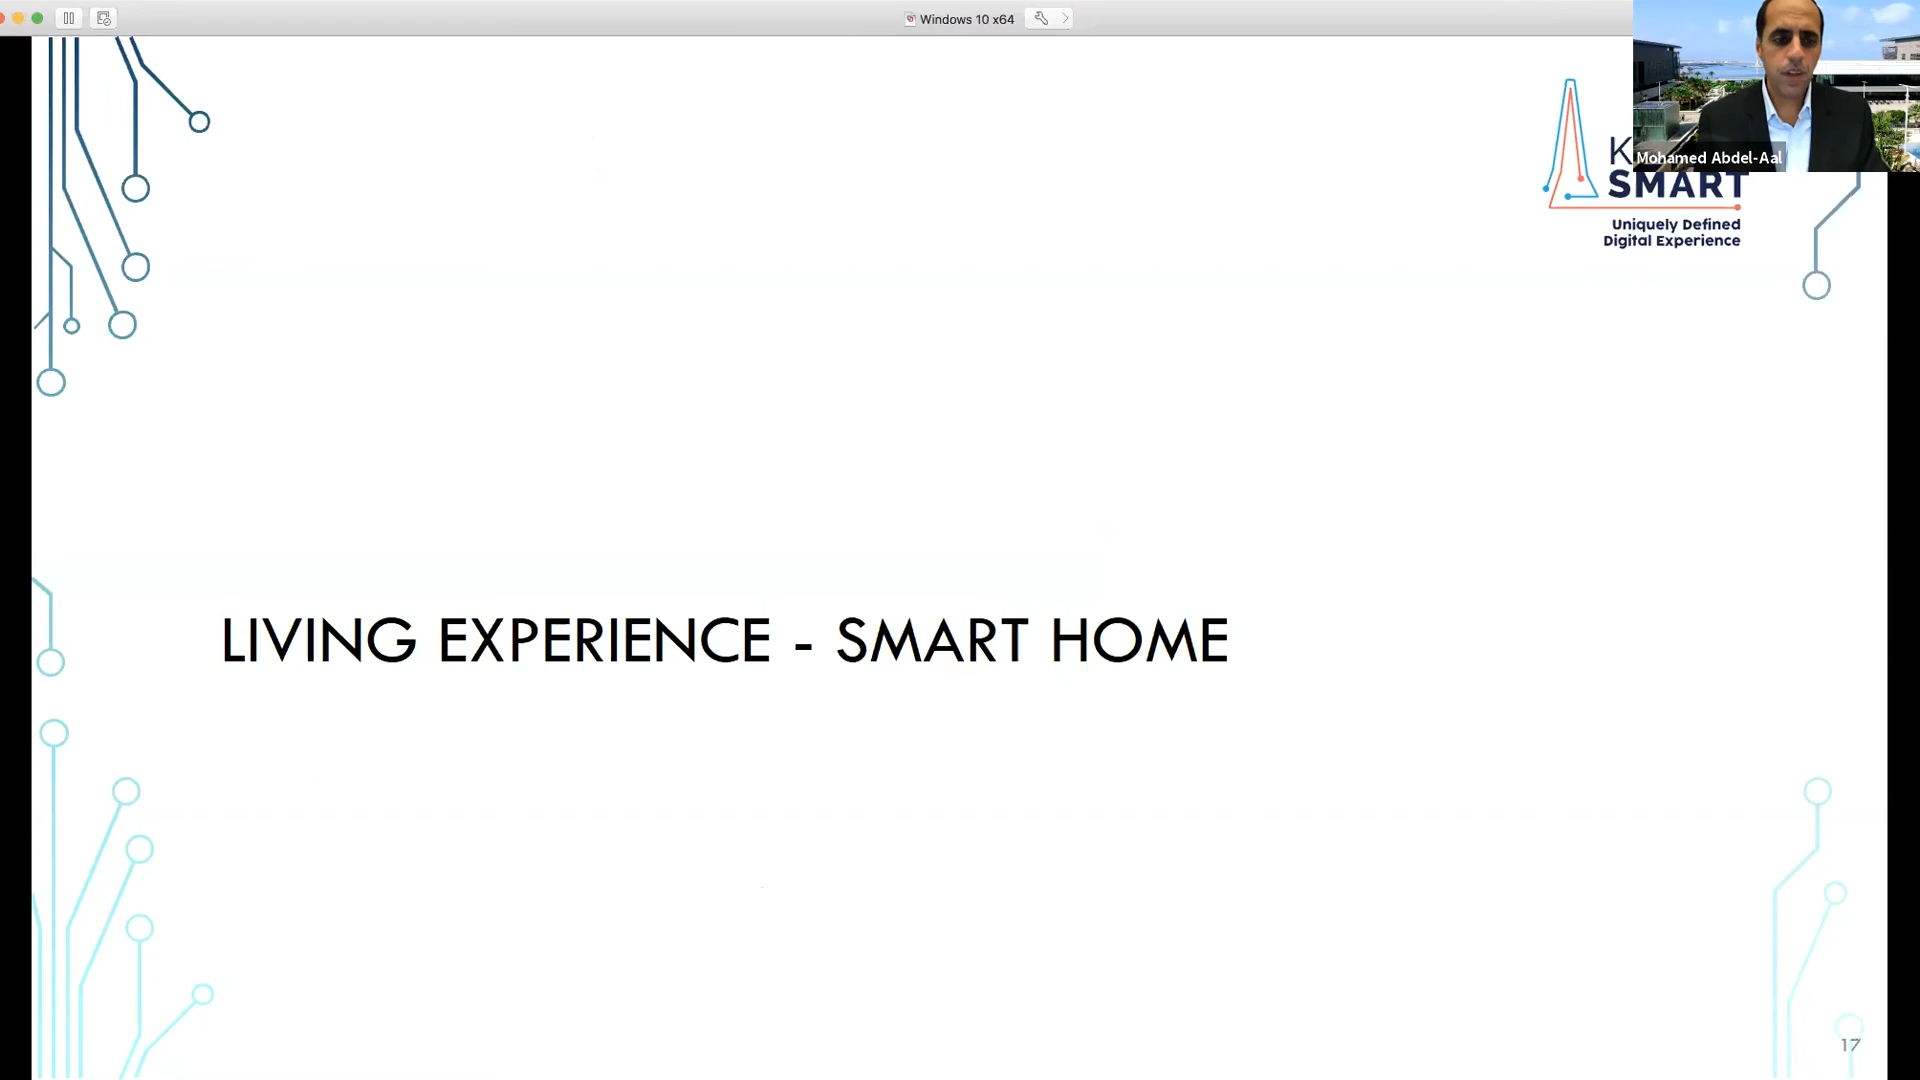 Windows 10 x64
Mohamed Abdel-Aal
SMART
Uniquely Defined
Digital Experience
LIVING EXPERIENCE - SMART HOME
17